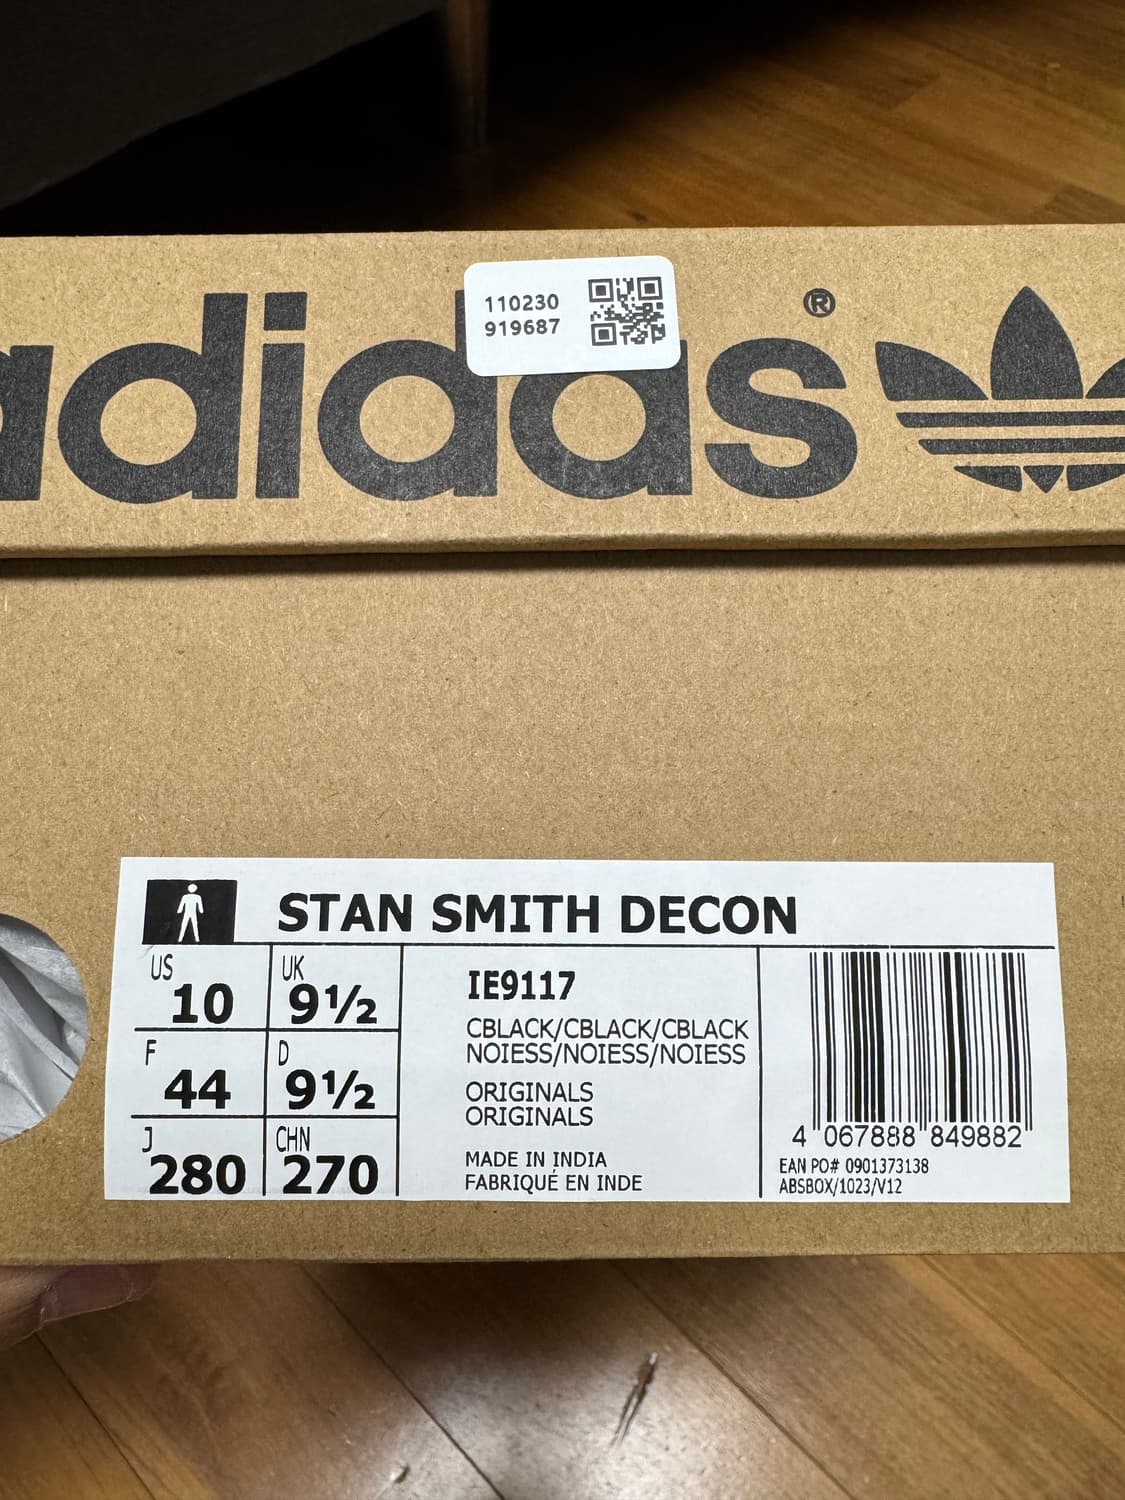 110230
919687
adidas®
STAN SMITH DECON
US 10 UK 9½
F 44 D 9½
J 280 CHN 270
IE9117
CBLACK/CBLACK/CBLACK
NOIESS/NOIESS/NOIESS
ORIGINALS
ORIGINALS
MADE IN INDIA
FABRIQUÉ EN INDE
4 067888 849882
EAN PO# 0901373138
ABSBOX/1023/V12